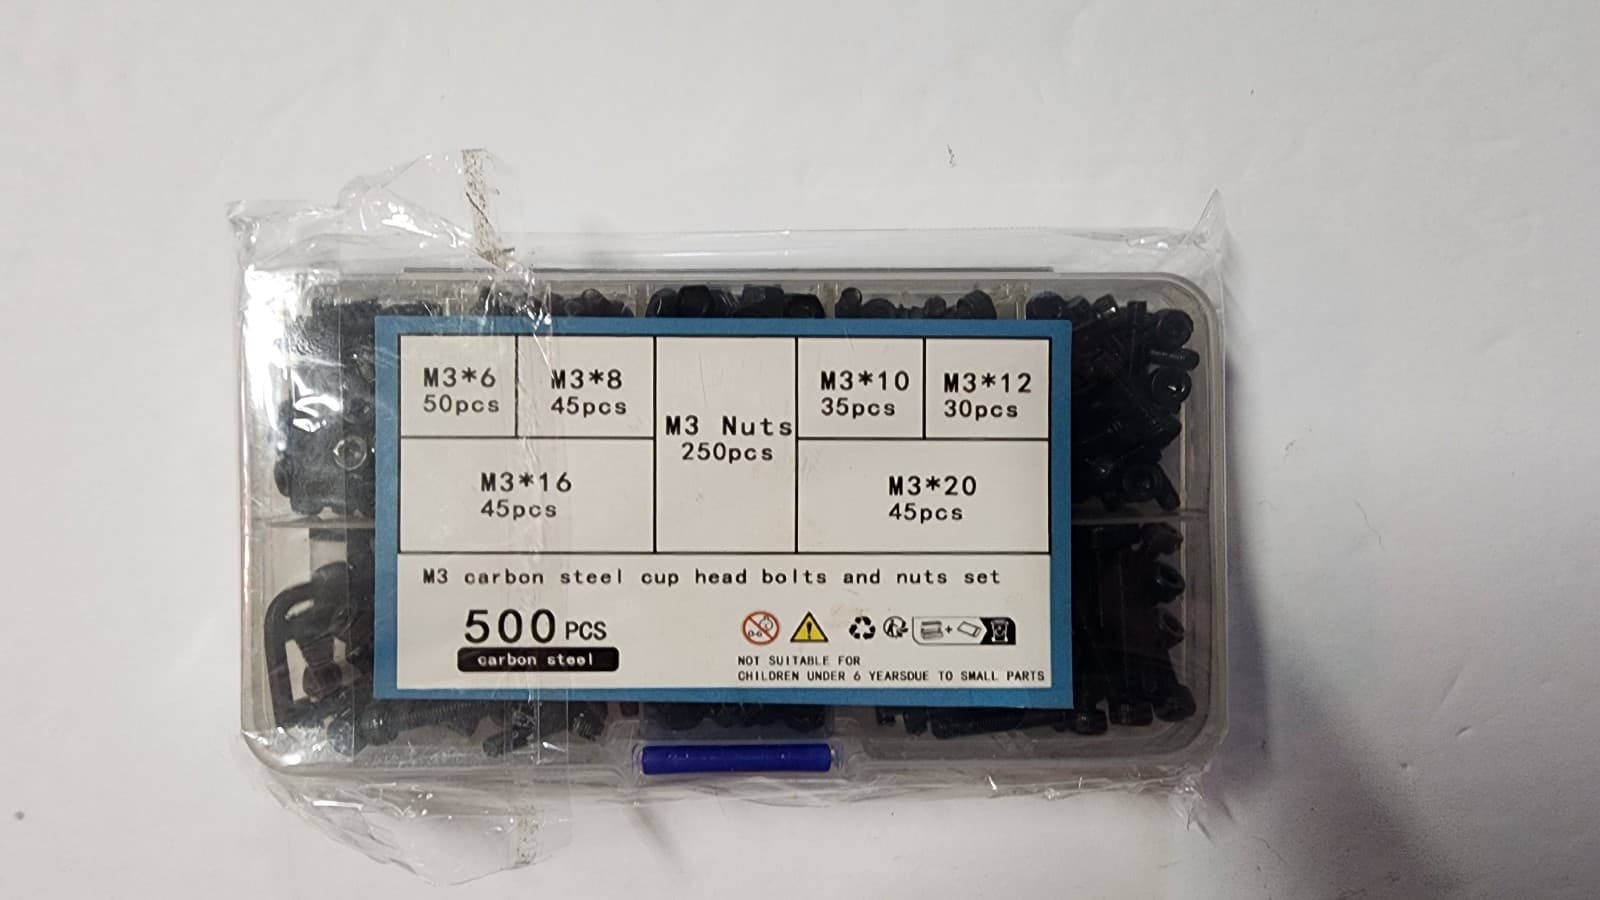 M3*6
50pcs
M3*8
45pcs
M3 Nuts
250pcs
M3*10
35pcs
M3*12
30pcs
M3*16
45pcs
M3*20
45pcs
M3 carbon steel cup head bolts and nuts set
500 PCS
carbon steel
0-6
NOT SUITABLE FOR
CHILDREN UNDER 6 YEARSDUE TO SMALL PARTS